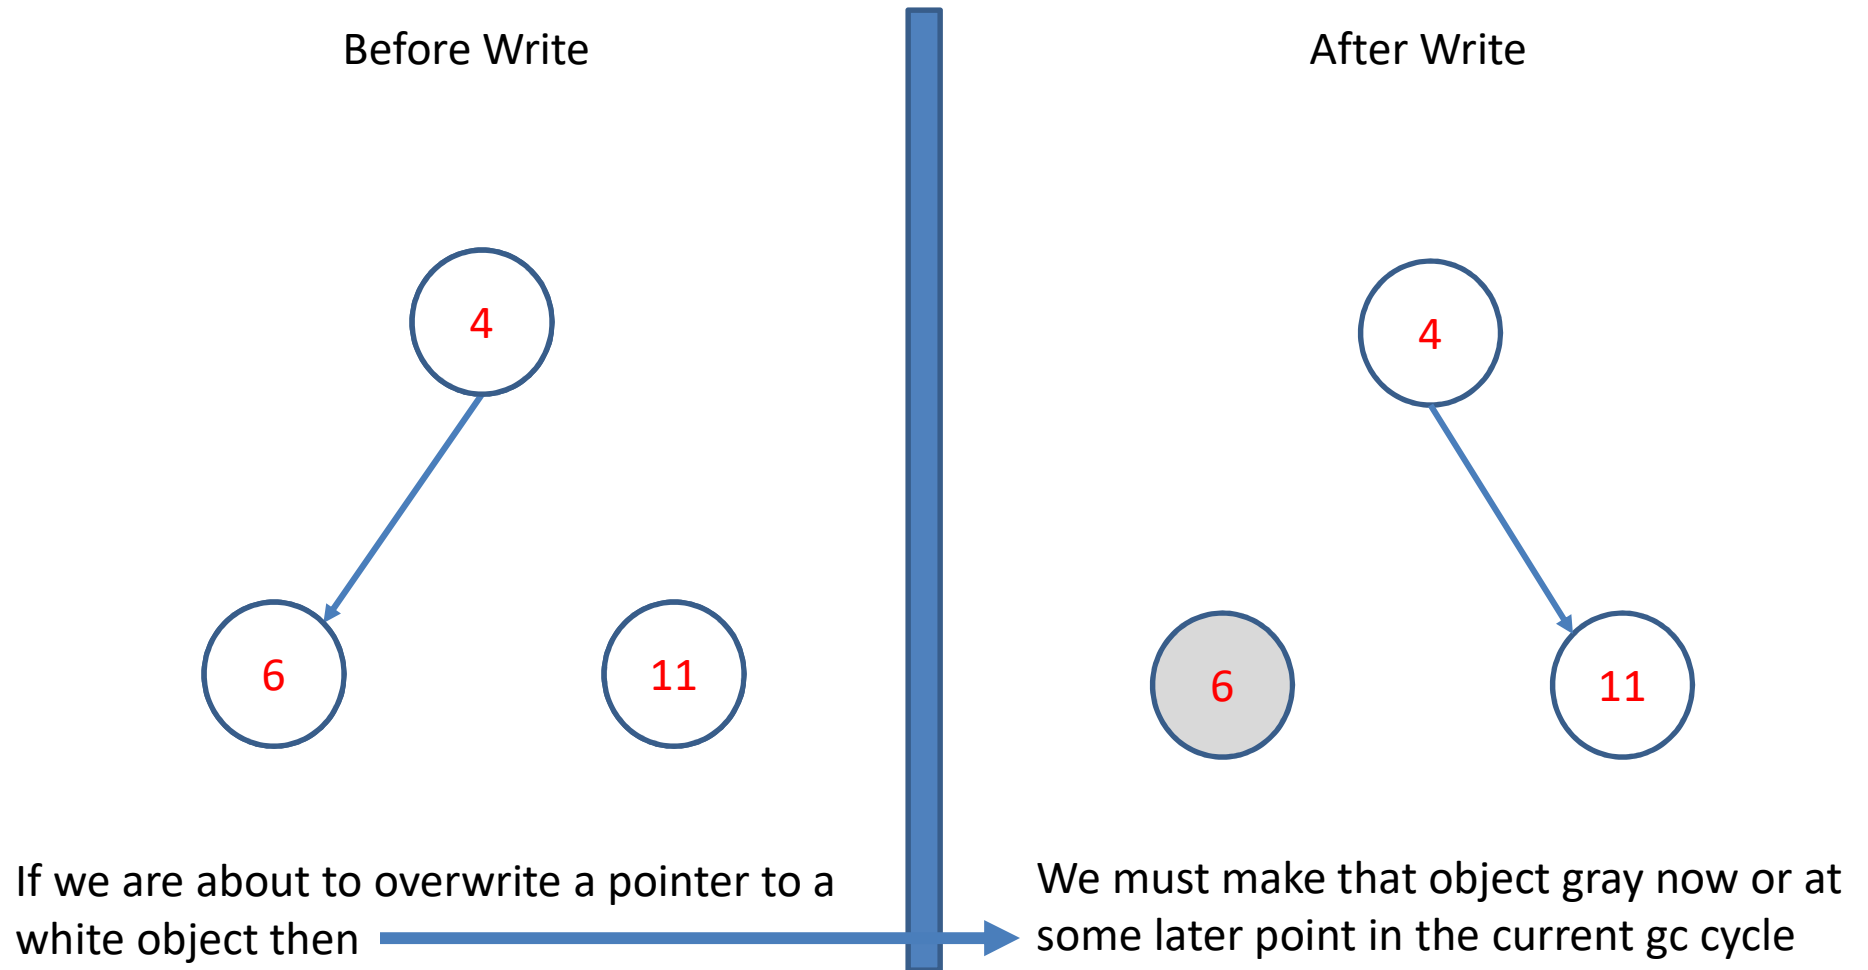 Before Write
4
6
11
If we are about to overwrite a pointer to a
white object then
After Write
4
6
11
We must make that object gray now or at
some later point in the current gc cycle